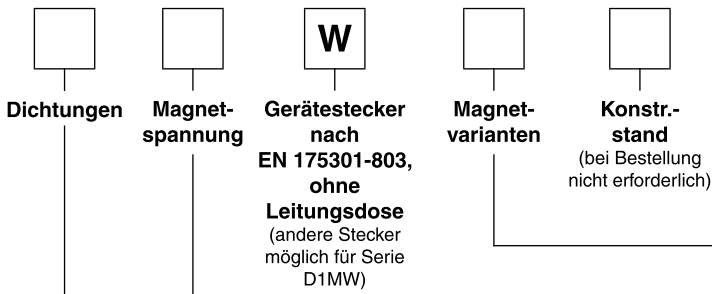 W
Dichtungen
Magnet-
spannung
Gerätestecker
nach
EN 175301-803,
ohne
Leitungsdose
(andere Stecker
möglich für Serie
D1MW)
Magnet-
varianten
Konstr.-
stand
(bei Bestellung
nicht erforderlich)